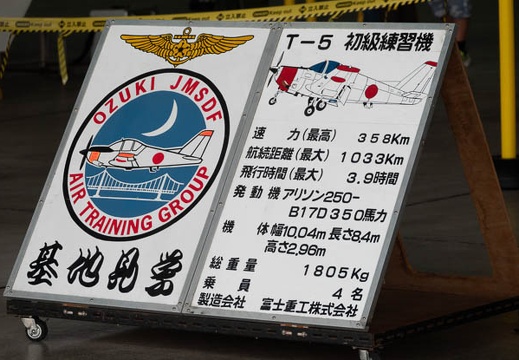 OZUKI JMSDF
AIR TRAINING GROUP
基地見学
T-5 初級練習機
速力(最高) 358Km
航続距離(最大) 1033Km
飛行時間(最大) 3.9時間
発動機 アリソン250-
B17D350馬力
機体 幅10.04m 長さ8.4m
高さ2.96m
総重量 1805Kg
乗員 4名
製造会社 富士重工株式会社